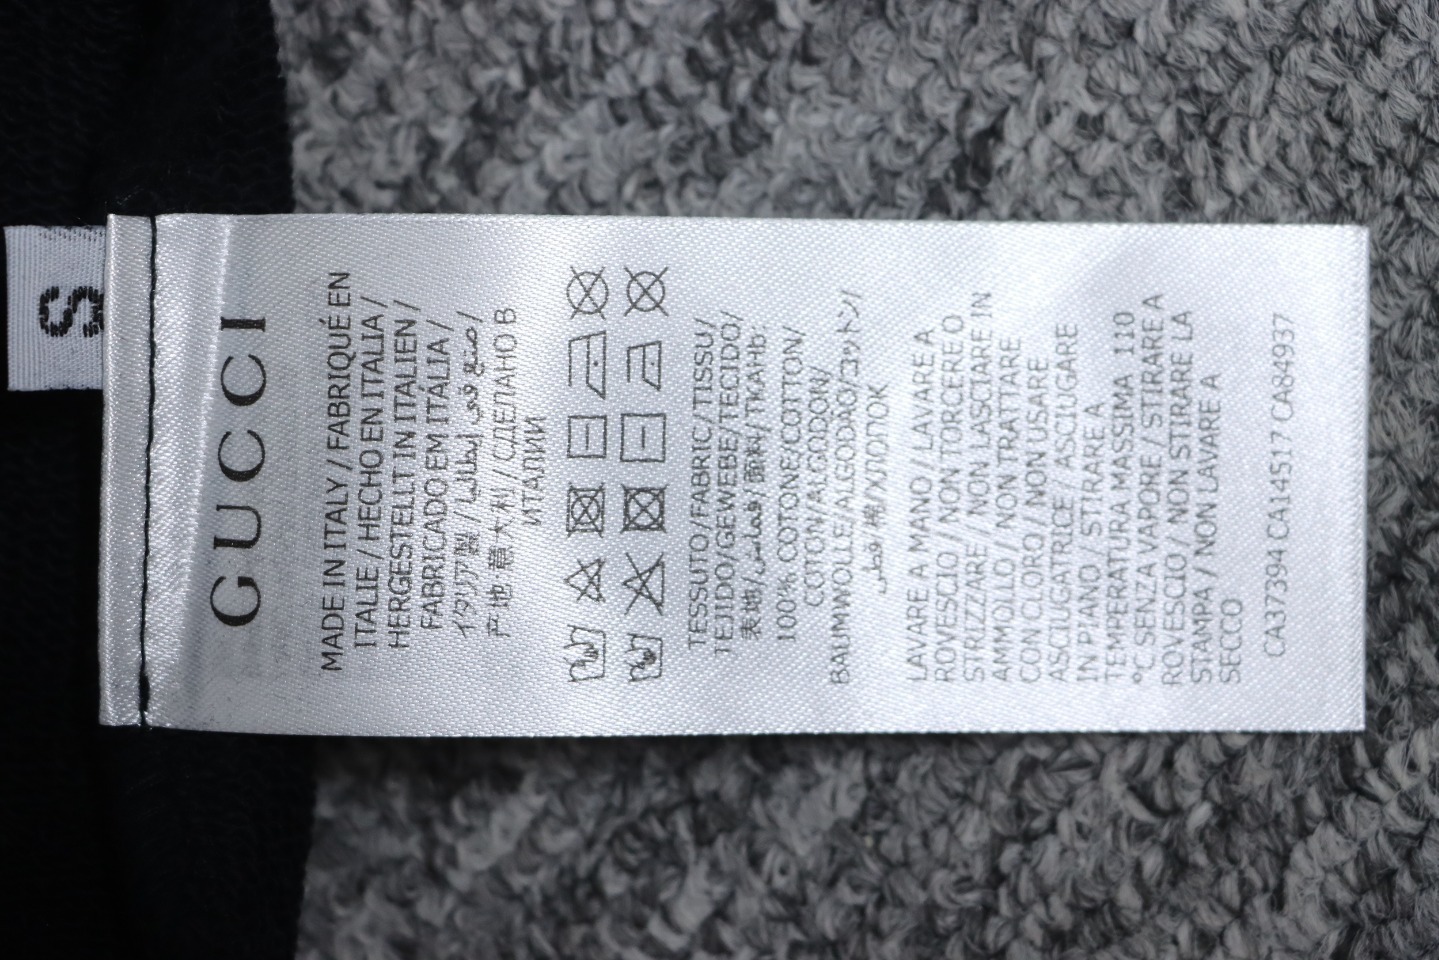 S
GUCCI
MADE IN ITALY / FABRIQUÉ EN
ITALIE / HECHO EN ITALIA /
HERGESTELLT IN ITALIEN /
FABRICADO EM ITÁLIA /
イタリア製 / صنع في إيطاليا /
产地 意大利 / СДЕЛАНО В
ИТАЛИИ
TESSUTO/FABRIC/TISSU/
TEJIDO/GEWEBE/TECIDO/
表地/قماش/面料/ТКАНЬ:
100% COTONE/COTTON/
COTON/ALGODÓN/
BAUMWOLLE/ALGODÃO/コットン/
قطن/棉/ХЛОПОК
LAVARE A MANO / LAVARE A
ROVESCIO / NON TORCERE O
STRIZZARE / NON LASCIARE IN
AMMOLLO / NON TRATTARE
CON CLORO / NON USARE
ASCIUGATRICE / ASCIUGARE
IN PIANO STIRARE A
TEMPERATURA MASSIMA 110
°C SENZA VAPORE / STIRARE A
ROVESCIO / NON STIRARE LA
STAMPA / NON LAVARE A
SECCO
CA37394 CA14517 CA84937